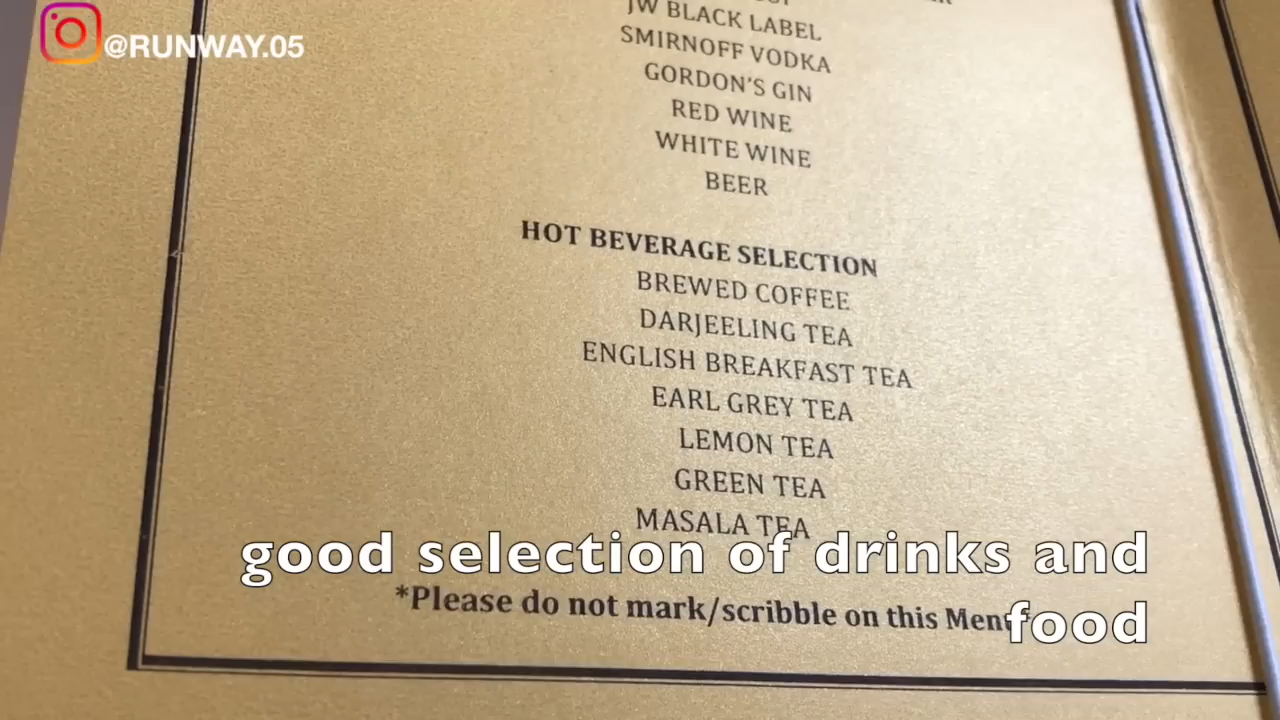 @RUNWAY.05
JW BLACK LABEL
SMIRNOFF VODKA
GORDON'S GIN
RED WINE
WHITE WINE
BEER
HOT BEVERAGE SELECTION
BREWED COFFEE
DARJEELING TEA
ENGLISH BREAKFAST TEA
EARL GREY TEA
LEMON TEA
GREEN TEA
MASALA TEA
good selection of drinks and
*Please do not mark/scribble on this Menu
food